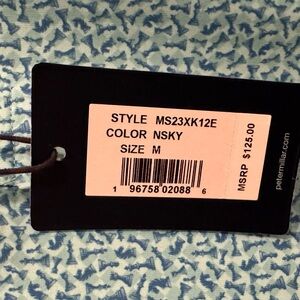 STYLE MS23XK12E
COLOR NSKY
SIZE M
1 96758 02088 6
MSRP $125.00
petermillar.com